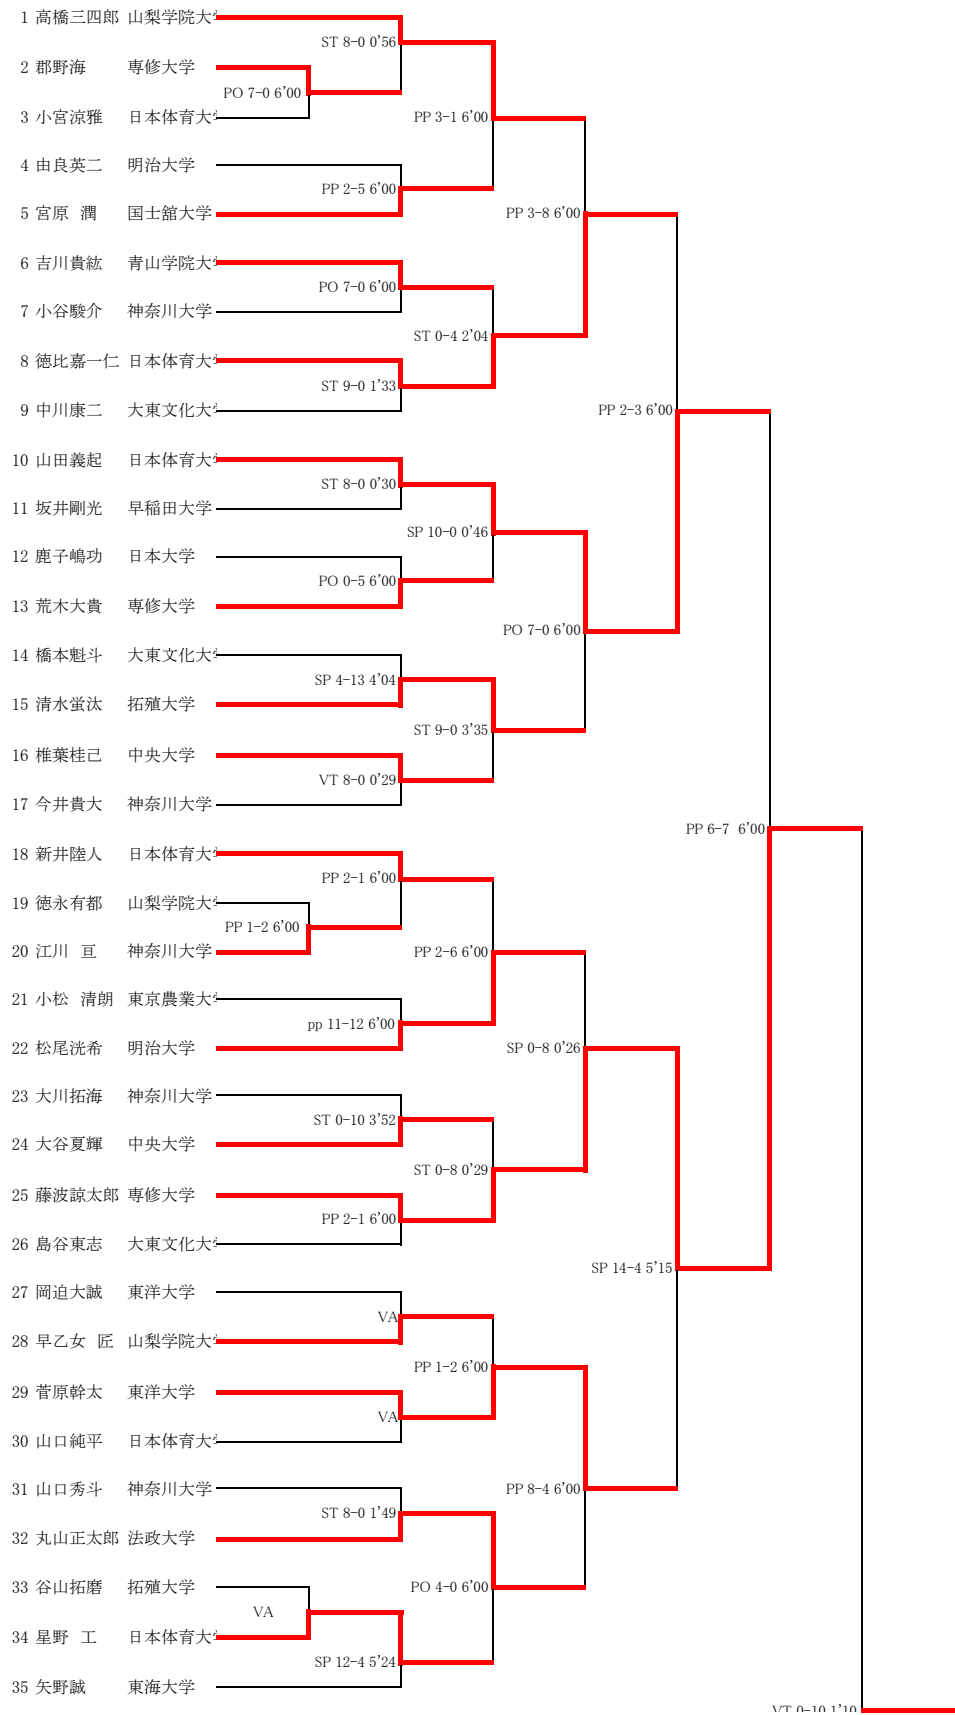 1 高橋三四郎 山梨学院大学
ST 8-0 0'56
2 郡野海 専修大学
PO 7-0 6'00
3 小宮涼雅 日本体育大学
PP 3-1 6'00
4 由良英二 明治大学
PP 2-5 6'00
5 宮原 潤 国士舘大学
PP 3-8 6'00
6 吉川貴紘 青山学院大学
PO 7-0 6'00
7 小谷駿介 神奈川大学
ST 0-4 2'04
8 徳比嘉一仁 日本体育大学
ST 9-0 1'33
9 中川康二 大東文化大学
PP 2-3 6'00
10 山田義起 日本体育大学
ST 8-0 0'30
11 坂井剛光 早稲田大学
SP 10-0 0'46
12 鹿子嶋功 日本大学
PO 0-5 6'00
13 荒木大貴 専修大学
PO 7-0 6'00
14 橋本魁斗 大東文化大学
SP 4-13 4'04
15 清水蛍汰 拓殖大学
ST 9-0 3'35
16 椎葉桂己 中央大学
VT 8-0 0'29
17 今井貴大 神奈川大学
PP 6-7 6'00
18 新井陸人 日本体育大学
PP 2-1 6'00
19 徳永有都 山梨学院大学
PP 1-2 6'00
20 江川 亘 神奈川大学
PP 2-6 6'00
21 小松 清朗 東京農業大学
pp 11-12 6'00
22 松尾洸希 明治大学
SP 0-8 0'26
23 大川拓海 神奈川大学
ST 0-10 3'52
24 大谷夏輝 中央大学
ST 0-8 0'29
25 藤波諒太郎 専修大学
PP 2-1 6'00
26 島谷東志 大東文化大学
SP 14-4 5'15
27 岡迫大誠 東洋大学
VA
28 早乙女 匠 山梨学院大学
PP 1-2 6'00
29 菅原幹太 東洋大学
VA
30 山口純平 日本体育大学
31 山口秀斗 神奈川大学
PP 8-4 6'00
ST 8-0 1'49
32 丸山正太郎 法政大学
33 谷山拓磨 拓殖大学
PO 4-0 6'00
VA
34 星野 工 日本体育大学
SP 12-4 5'24
35 矢野誠 東海大学
VT 0-10 1'10